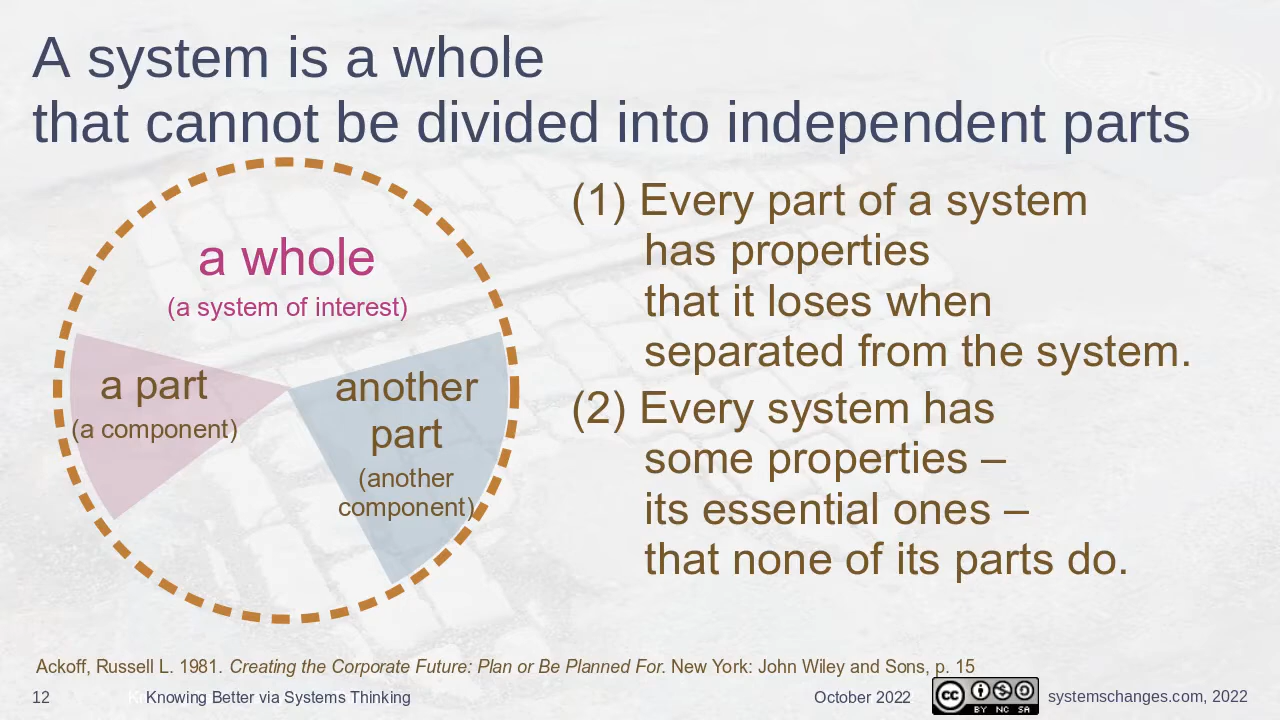 A system is a whole
that cannot be divided into independent parts
a whole
(a system of interest)
a part
(a component)
another
part
(another
component)
(1) Every part of a system
has properties
that it loses when
separated from the system.
(2) Every system has
some properties –
its essential ones –
that none of its parts do.
Ackoff, Russell L. 1981. Creating the Corporate Future: Plan or Be Planned For. New York: John Wiley and Sons, p. 15
12 Knowing Better via Systems Thinking October 2022 cc BY NC SA systemschanges.com, 2022